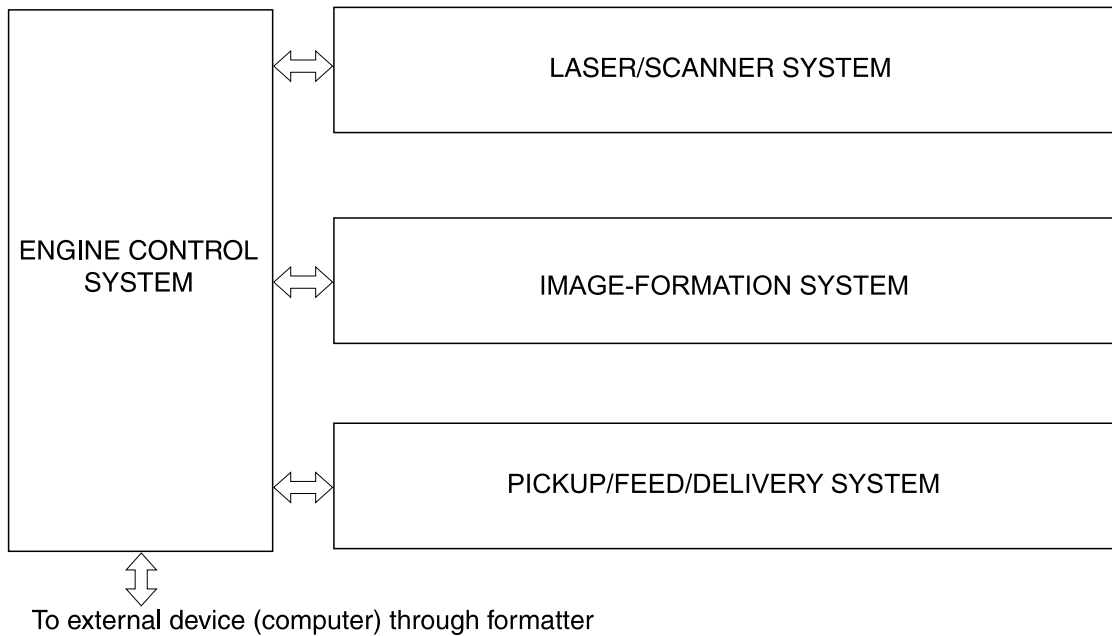 LASER/SCANNER SYSTEM
ENGINE CONTROL
SYSTEM
IMAGE-FORMATION SYSTEM
PICKUP/FEED/DELIVERY SYSTEM
To external device (computer) through formatter